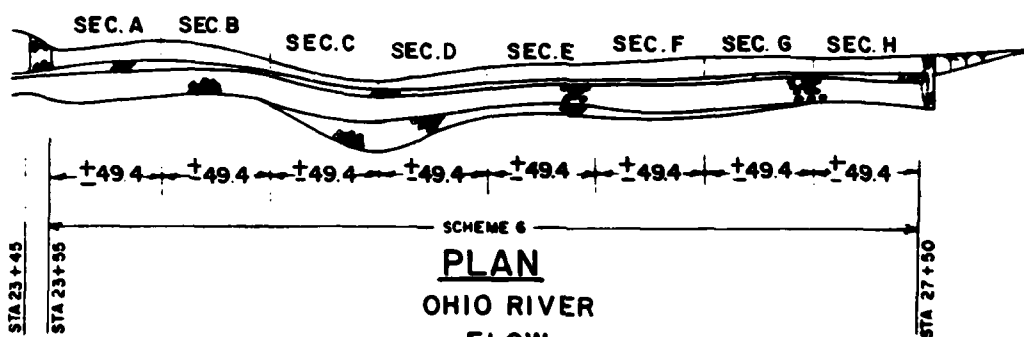 SEC. A SEC. B SEC. C SEC. D SEC. E SEC. F SEC. G SEC. H
±49.4 ±49.4 ±49.4 ±49.4 ±49.4 ±49.4 ±49.4 ±49.4
SCHEME 6
STA 23+45
STA 23+55
STA 27+50
PLAN
OHIO RIVER
FLOW